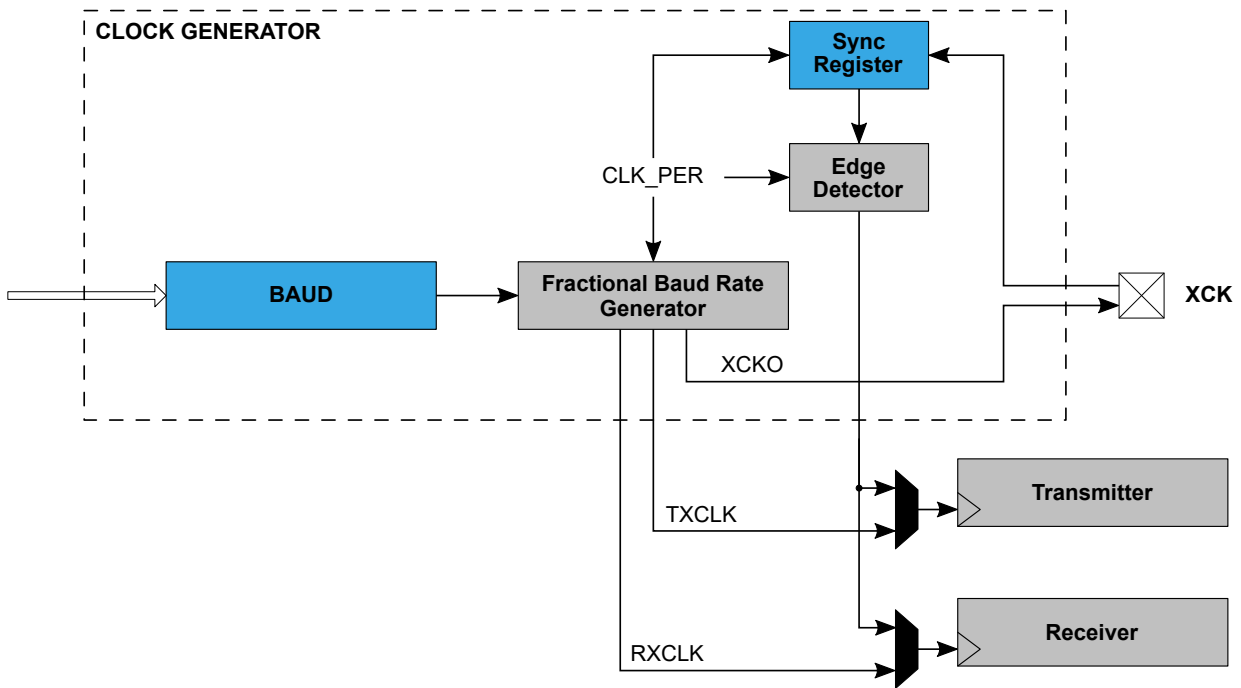 CLOCK GENERATOR
Sync
Register
CLK_PER
Edge
Detector
BAUD
Fractional Baud Rate
Generator
XCK
XCKO
Transmitter
TXCLK
Receiver
RXCLK